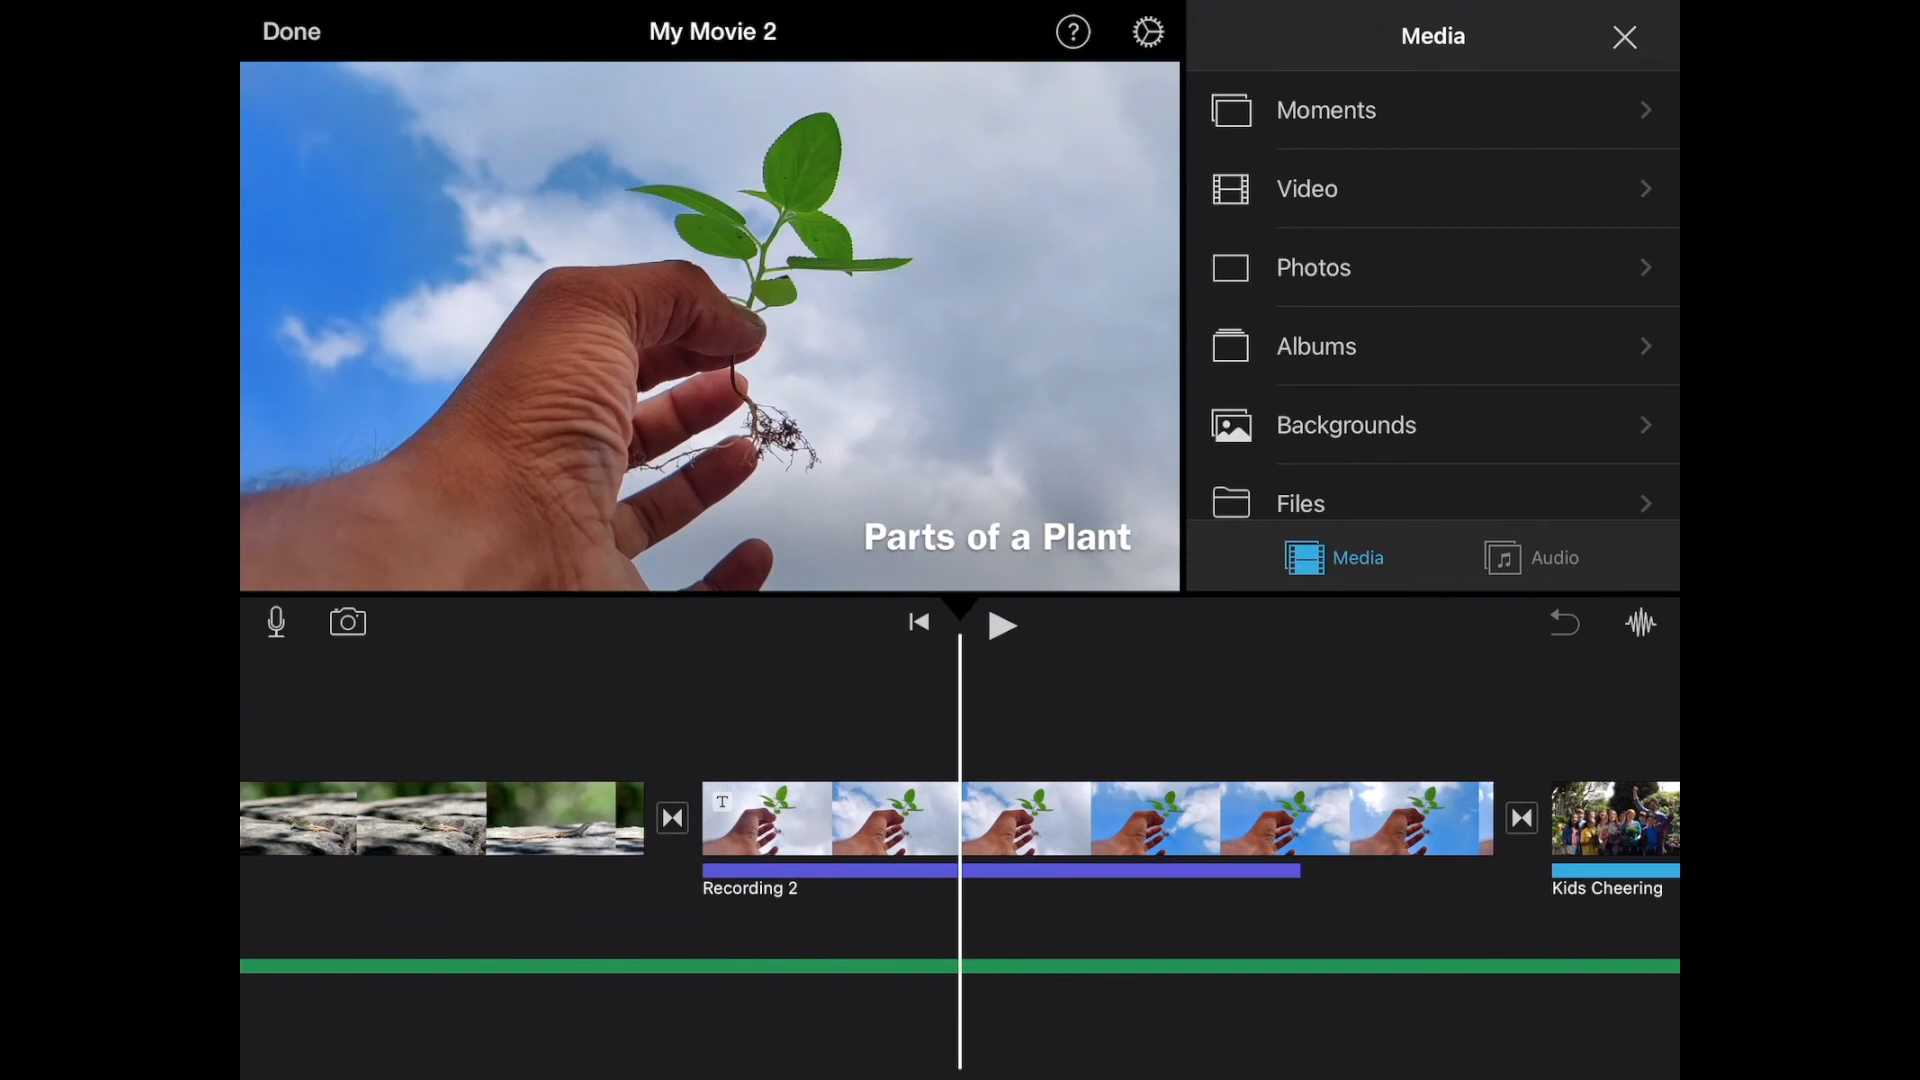 Done
My Movie 2
?
Media
Moments
Video
Photos
Albums
Backgrounds
Files
Media
Audio
Parts of a Plant
T
Recording 2
Kids Cheering